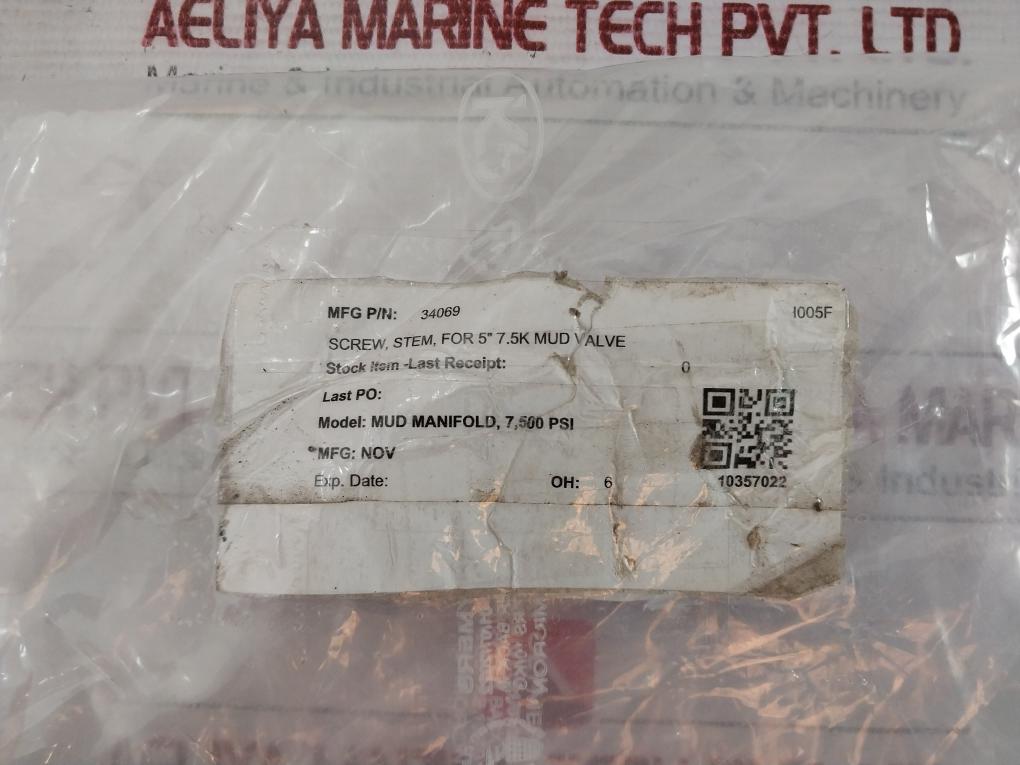 AELIYA MARINE TECH PVT. LTD.
Marine & Industrial Automation & Machinery
MFG P/N: 34069 I005F
SCREW, STEM, FOR 5" 7.5K MUD VALVE
Stock Item -Last Receipt: 0
Last PO:
Model: MUD MANIFOLD, 7,500 PSI
MFG: NOV
Exp. Date: OH: 6 10357022
MAR
& Industri